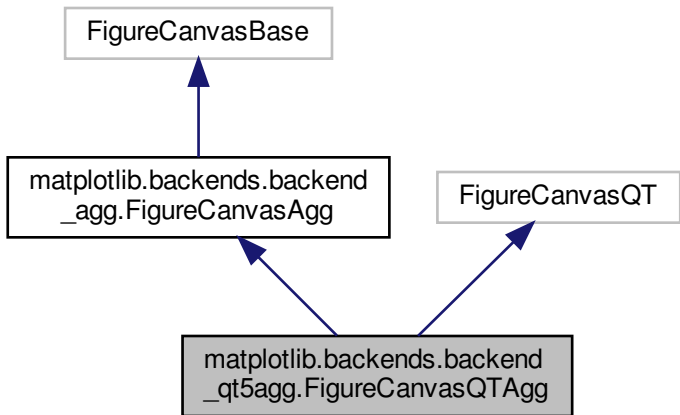 FigureCanvasBase
matplotlib.backends.backend
_agg.FigureCanvasAgg
FigureCanvasQT
matplotlib.backends.backend
_qt5agg.FigureCanvasQTAgg